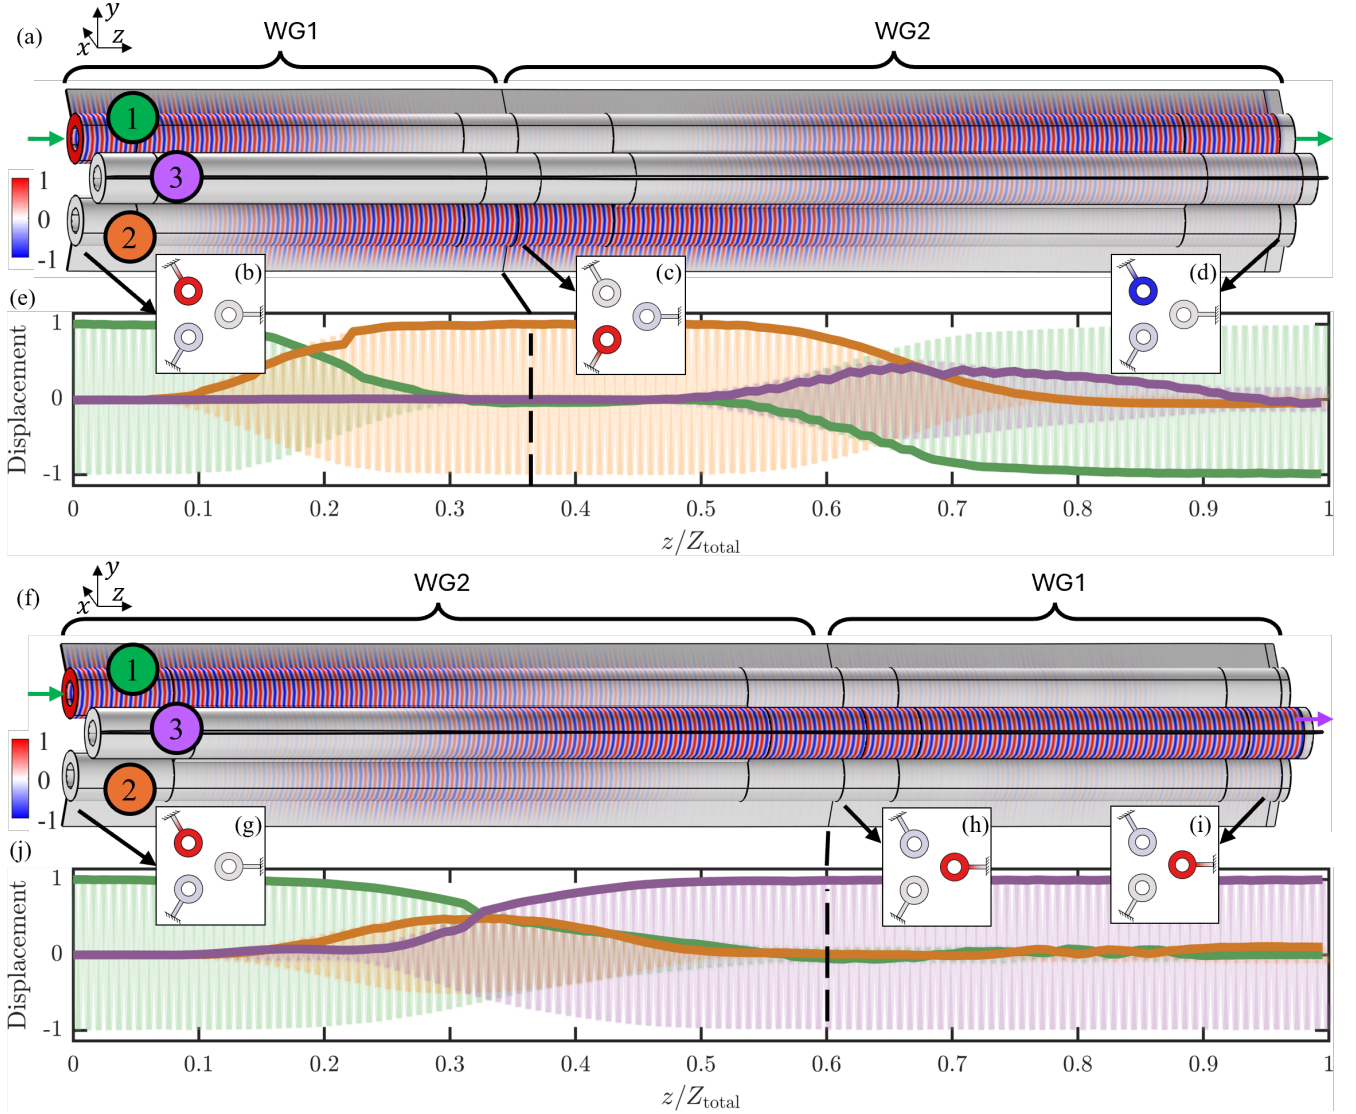 (a)
y
x z
WG1
WG2
1
3
2
1
0
-1
(b)
(c)
(d)
(e)
Displacement
1
0
-1
0 0.1 0.2 0.3 0.4 0.5 0.6 0.7 0.8 0.9 1
z/Z_total
(f)
y
x z
WG2
WG1
1
3
2
1
0
-1
(g)
(h)
(i)
(j)
Displacement
1
0
-1
0 0.1 0.2 0.3 0.4 0.5 0.6 0.7 0.8 0.9 1
z/Z_total